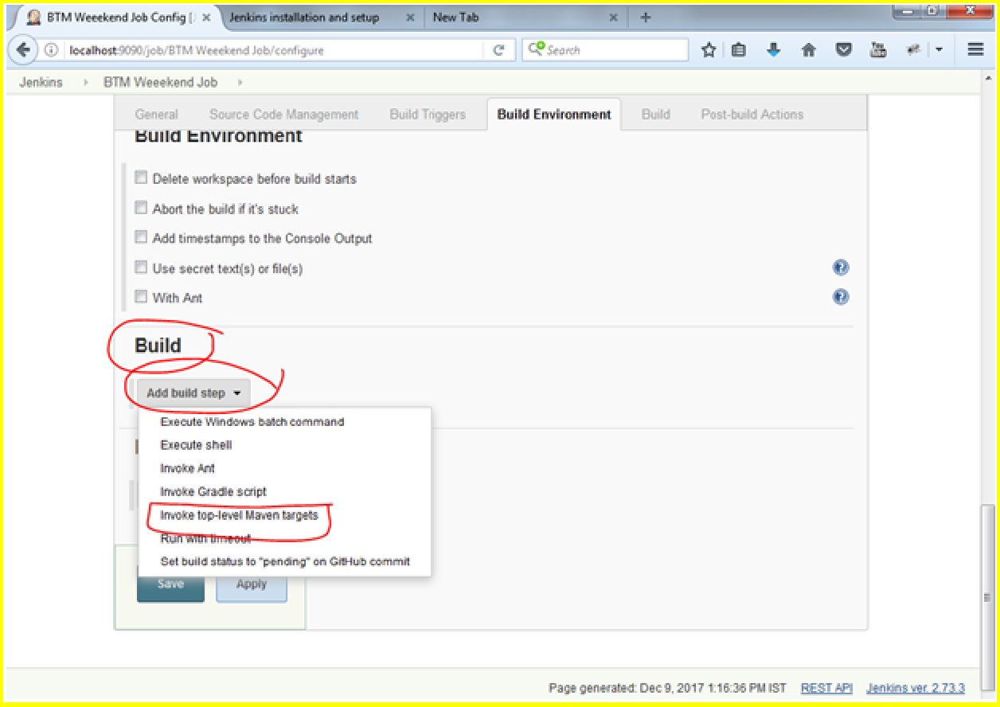 BTM Weeekend Job Config [J
Jenkins installation and setup
New Tab
localhost:9090/job/BTM Weeekend Job/configure
Search
Jenkins
BTM Weeekend Job
General
Source Code Management
Build Triggers
Build Environment
Build
Post-build Actions
Build Environment
Delete workspace before build starts
Abort the build if it's stuck
Add timestamps to the Console Output
Use secret text(s) or file(s)
With Ant
Build
Add build step
Execute Windows batch command
Execute shell
Invoke Ant
Invoke Gradle script
Invoke top-level Maven targets
Run with timeout
Set build status to "pending" on GitHub commit
Save
Apply
Page generated: Dec 9, 2017 1:16:36 PM IST
REST API
Jenkins ver. 2.73.3